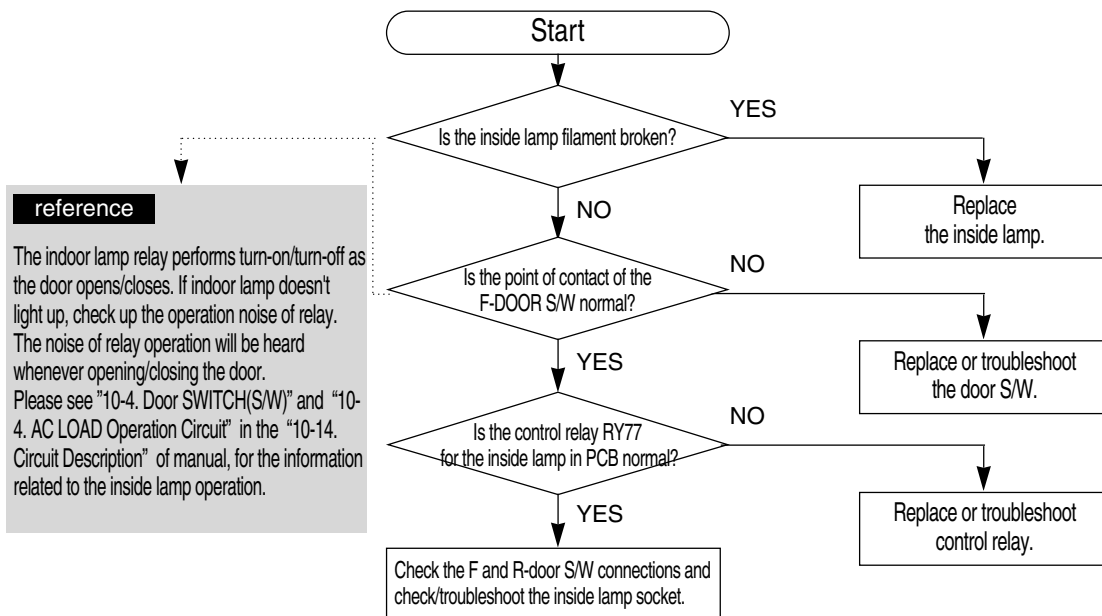 Start
Is the inside lamp filament broken?
YES
Replace
the inside lamp.
NO
reference
The indoor lamp relay performs turn-on/turn-off as
the door opens/closes. If indoor lamp doesn't
light up, check up the operation noise of relay.
The noise of relay operation will be heard
whenever opening/closing the door.
Please see ”10-4. Door SWITCH(S/W)" and “10-
4. AC LOAD Operation Circuit” in the “10-14.
Circuit Description” of manual, for the information
related to the inside lamp operation.
Is the point of contact of the
F-DOOR S/W normal?
NO
Replace or troubleshoot
the door S/W.
YES
Is the control relay RY77
for the inside lamp in PCB normal?
NO
Replace or troubleshoot
control relay.
YES
Check the F and R-door S/W connections and
check/troubleshoot the inside lamp socket.